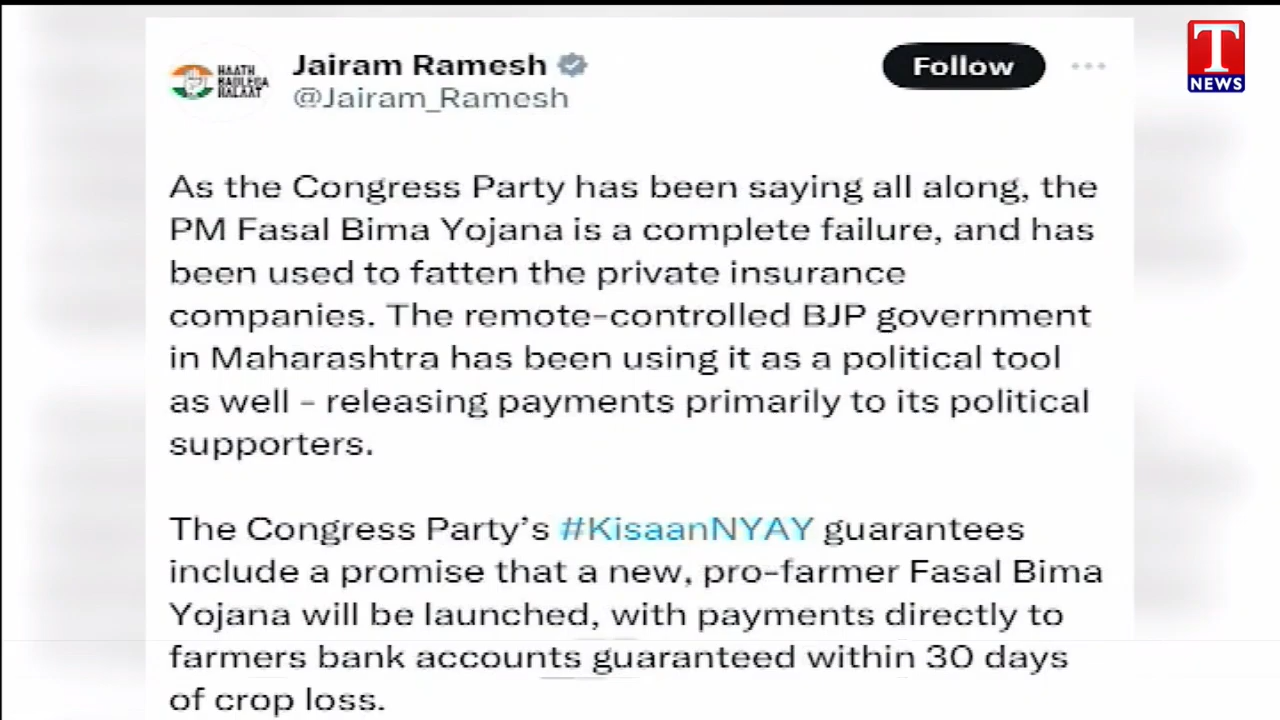 Jairam Ramesh
@Jairam_Ramesh
Follow
T
NEWS
HAATH
BADLEGA
HALAAT
As the Congress Party has been saying all along, the
PM Fasal Bima Yojana is a complete failure, and has
been used to fatten the private insurance
companies. The remote-controlled BJP government
in Maharashtra has been using it as a political tool
as well - releasing payments primarily to its political
supporters.
The Congress Party’s #KisaanNYAY guarantees
include a promise that a new, pro-farmer Fasal Bima
Yojana will be launched, with payments directly to
farmers bank accounts guaranteed within 30 days
of crop loss.